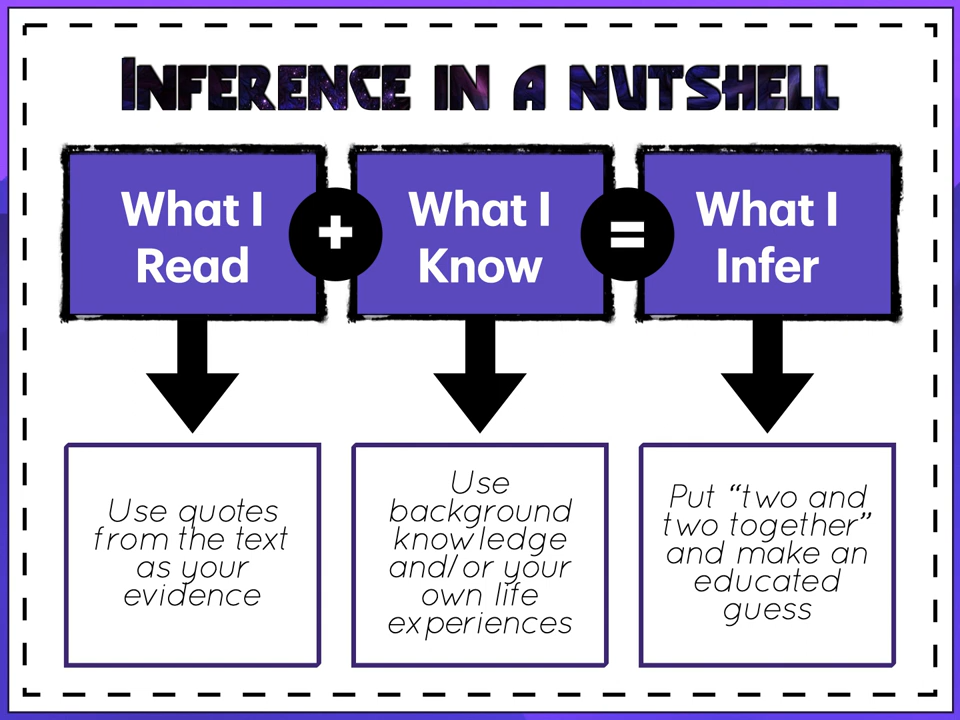 INFERENCE IN A NUTSHELL
What I
Read
+
What I
Know
=
What I
Infer
Use quotes
from the text
as your
evidence
Use
background
knowledge
and/or your
own life
experiences
Put “two and
two together”
and make an
educated
guess